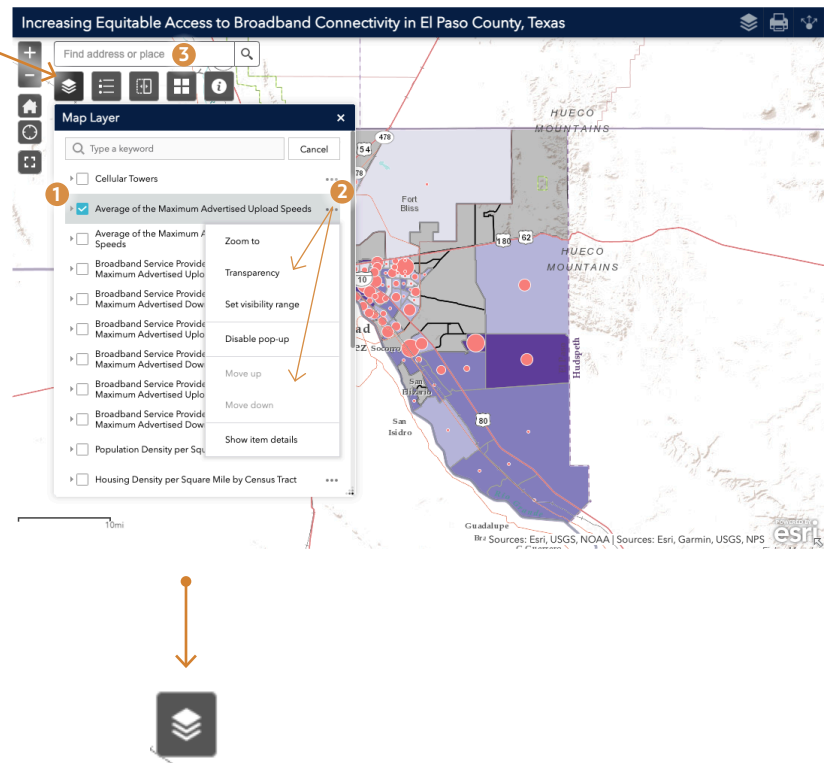 Increasing Equitable Access to Broadband Connectivity in El Paso County, Texas
Find address or place
3
Map Layer
Type a keyword
Cancel
Cellular Towers
1
Average of the Maximum Advertised Upload Speeds
2
Average of the Maximum A
Speeds
Broadband Service Provide
Maximum Advertised Uplo
Broadband Service Provide
Maximum Advertised Dow
Broadband Service Provide
Maximum Advertised Uplo
Broadband Service Provide
Maximum Advertised Dow
Broadband Service Provide
Maximum Advertised Uplo
Broadband Service Provide
Maximum Advertised Dow
Population Density per Squ
Housing Density per Square Mile by Census Tract
Zoom to
Transparency
Set visibility range
Disable pop-up
Move up
Move down
Show item details
HUECO
MOUNTAINS
478
54
78
Fort
Bliss
180
62
HUECO
MOUNTAINS
10
ad
ez
Socorro
Hudspeth
San
Elizario
San
Isidro
80
10mi
Guadalupe
Brz
Sources: Esri, USGS, NOAA | Sources: Esri, Garmin, USGS, NPS
esri